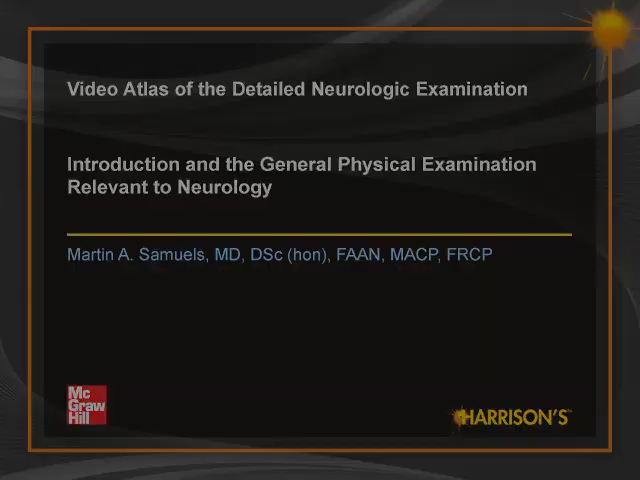 Video Atlas of the Detailed Neurologic Examination
Introduction and the General Physical Examination
Relevant to Neurology
Martin A. Samuels, MD, DSc (hon), FAAN, MACP, FRCP
Mc
Graw
Hill
HARRISON'S™